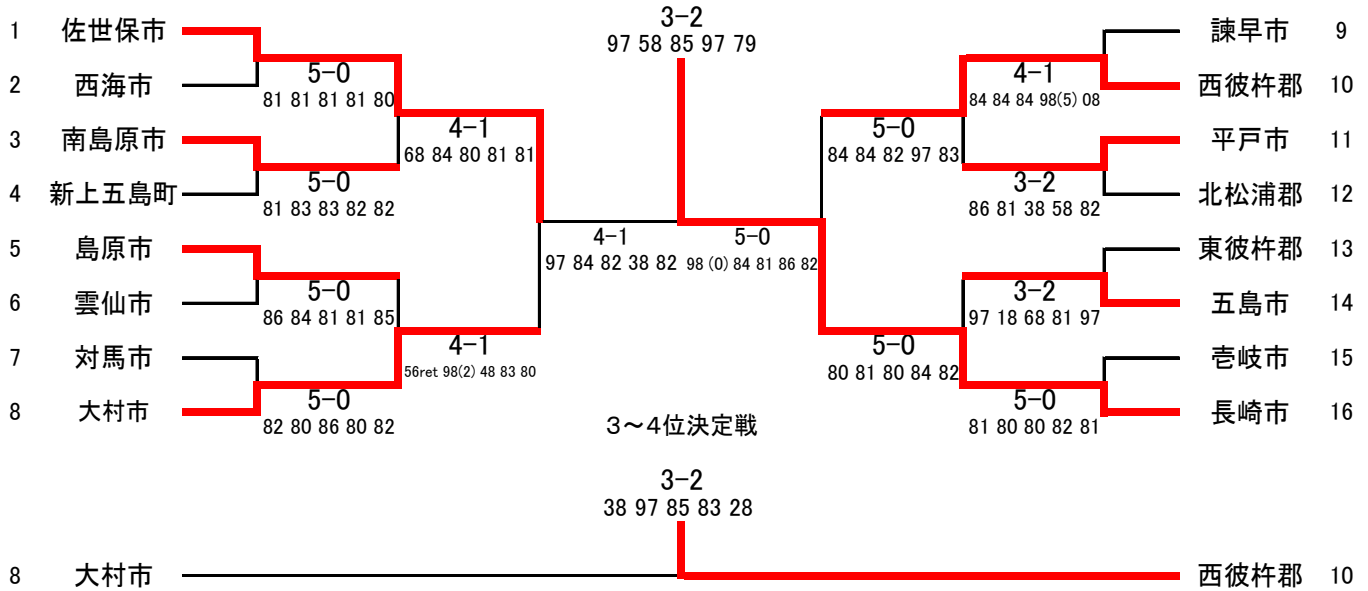 3-2
97 58 85 97 79
1 佐世保市
諫早市 9
5-0
4-1
2 西海市
81 81 81 81 80
84 84 84 98(5) 08
西彼杵郡 10
4-1
5-0
3 南島原市
68 84 80 81 81
84 84 82 97 83
平戸市 11
5-0
3-2
4 新上五島町
81 83 83 82 82
86 81 38 58 82
北松浦郡 12
4-1
5-0
5 島原市
97 84 82 38 82
98 (0) 84 81 86 82
東彼杵郡 13
5-0
3-2
6 雲仙市
86 84 81 81 85
97 18 68 81 97
五島市 14
4-1
5-0
7 対馬市
56ret 98(2) 48 83 80
80 81 80 84 82
壱岐市 15
5-0
5-0
8 大村市
82 80 86 80 82
81 80 80 82 81
長崎市 16
3～4位決定戦
3-2
38 97 85 83 28
8 大村市
西彼杵郡 10